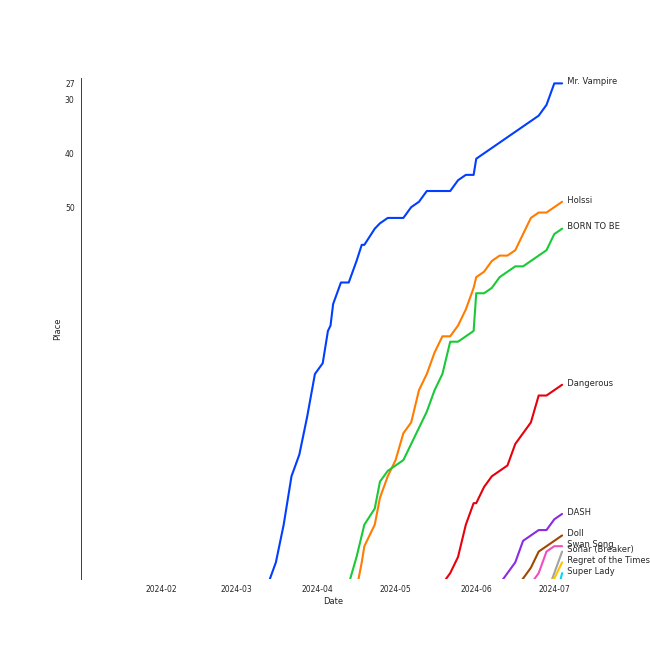 27
30
40
50
Place
Mr. Vampire
Holssi
BORN TO BE
Dangerous
DASH
Doll
Swan Song
Sonar (Breaker)
Regret of the Times
Super Lady
2024-02 2024-03 2024-04 2024-05 2024-06 2024-07
Date